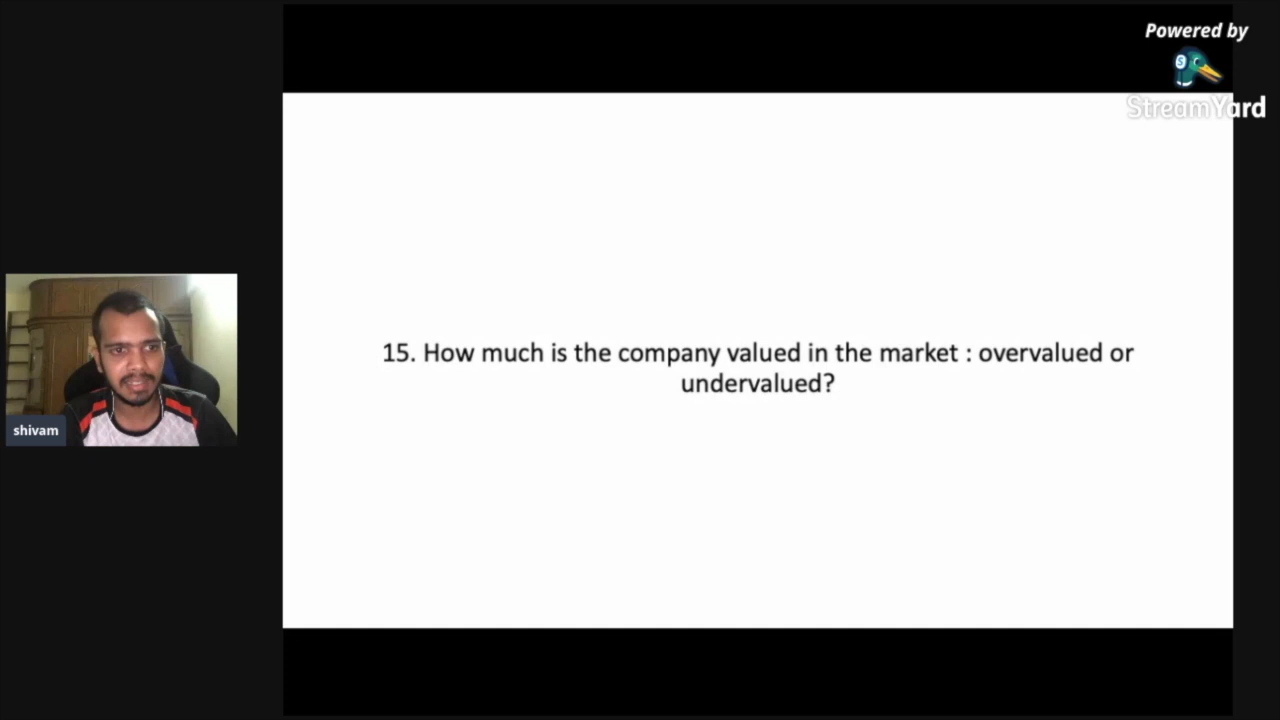 Powered by
StreamYard
15. How much is the company valued in the market : overvalued or
undervalued?
shivam